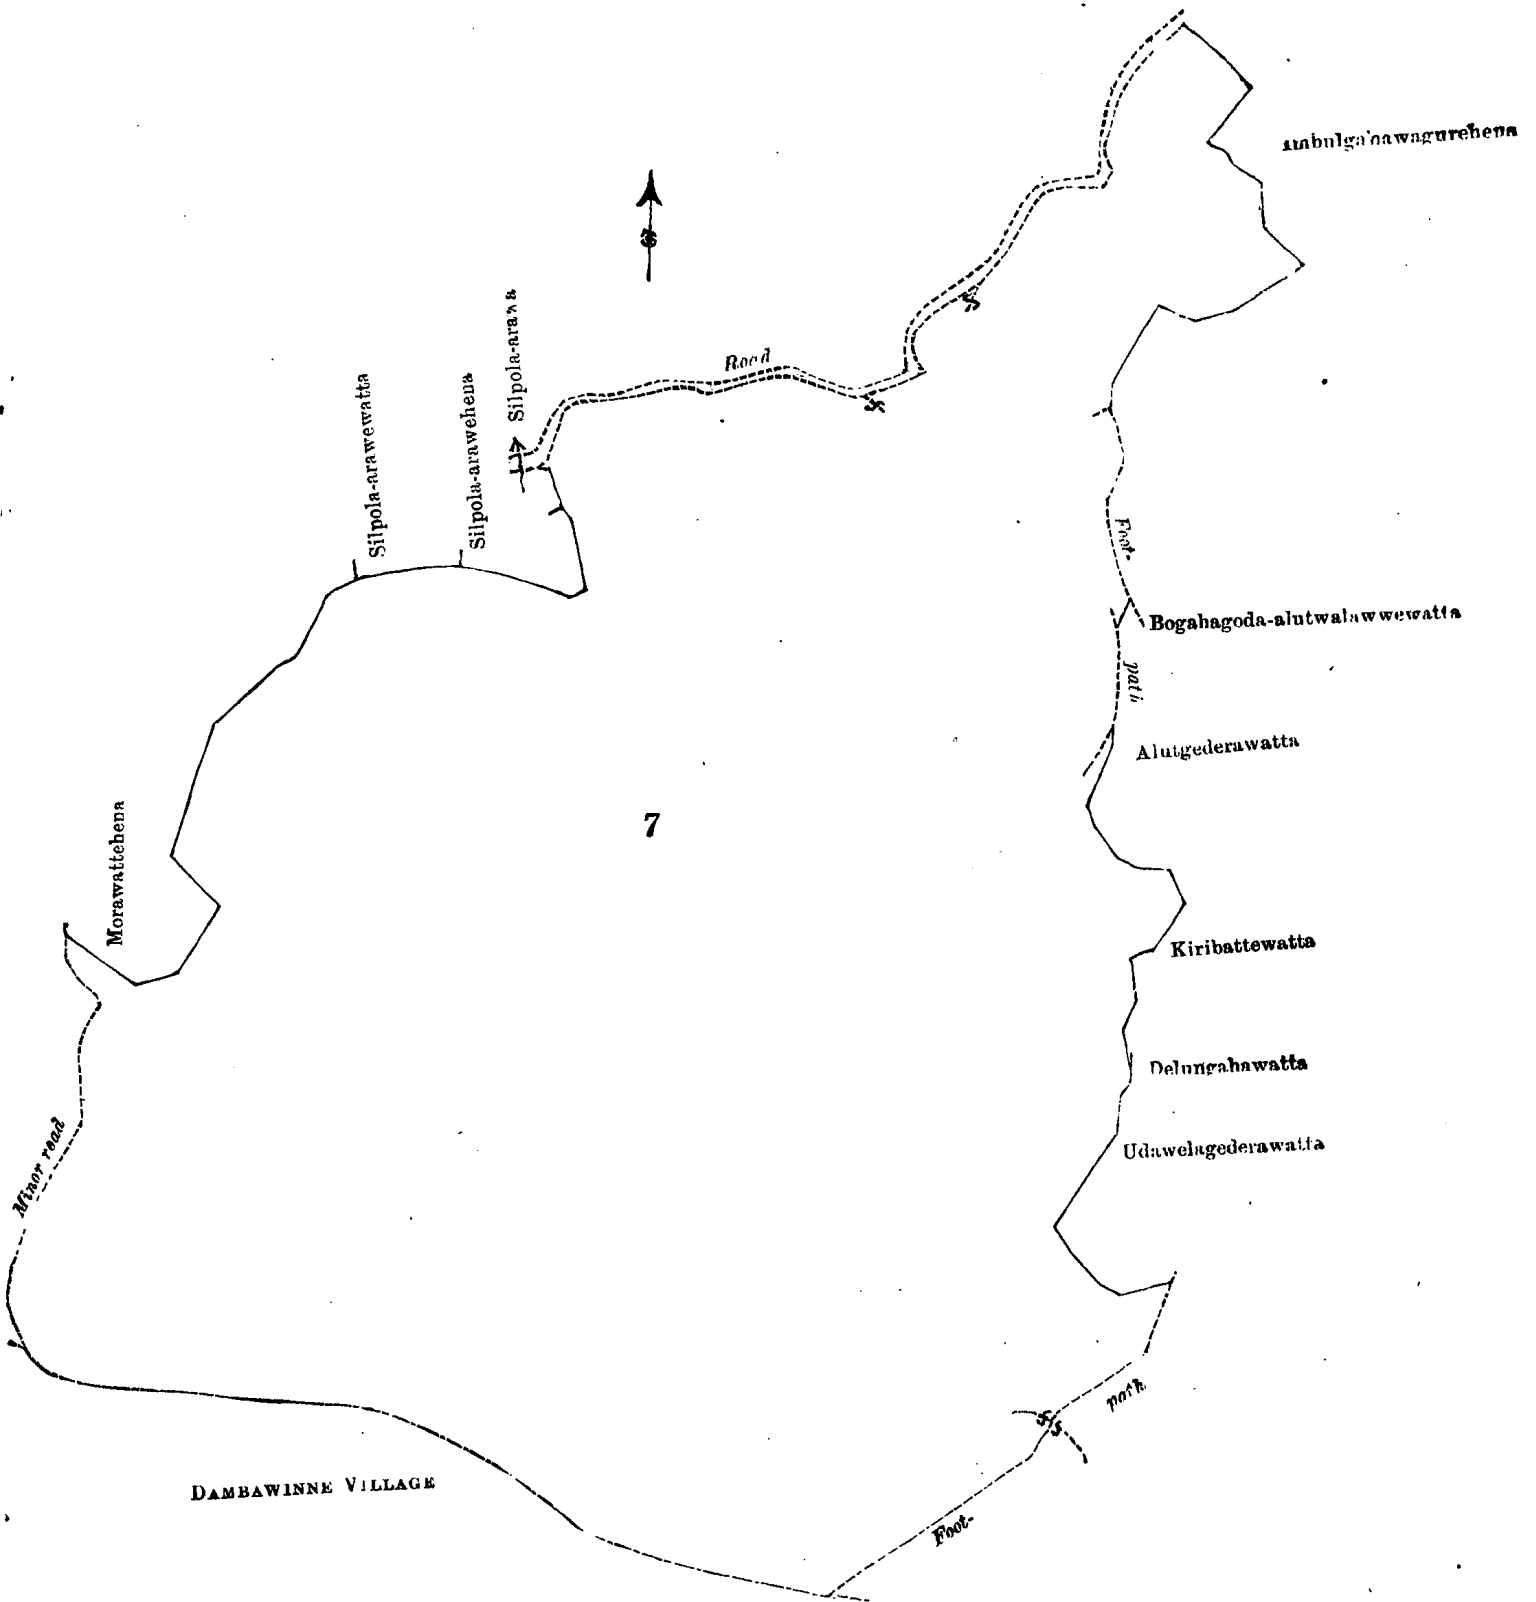 Road
Silpola-arawa
Silpola-arawehena
Silpola-arawewatta
Foot-
path
Bogahagoda-alutwalawwewatta
Alutgederawatta
7
Morawattehena
Kiribattewatta
Delungahawatta
Minor road
Udawelagederawatta
path
Foot-
DAMBAWINNE VILLAGE